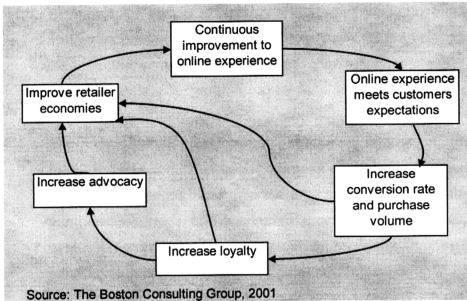 Continuous
improvement to
online experience
Online experience
meets customers
expectations
Improve retailer
economies
Increase advocacy
Increase
conversion rate
and purchase
volume
Increase loyalty
Source: The Boston Consulting Group, 2001